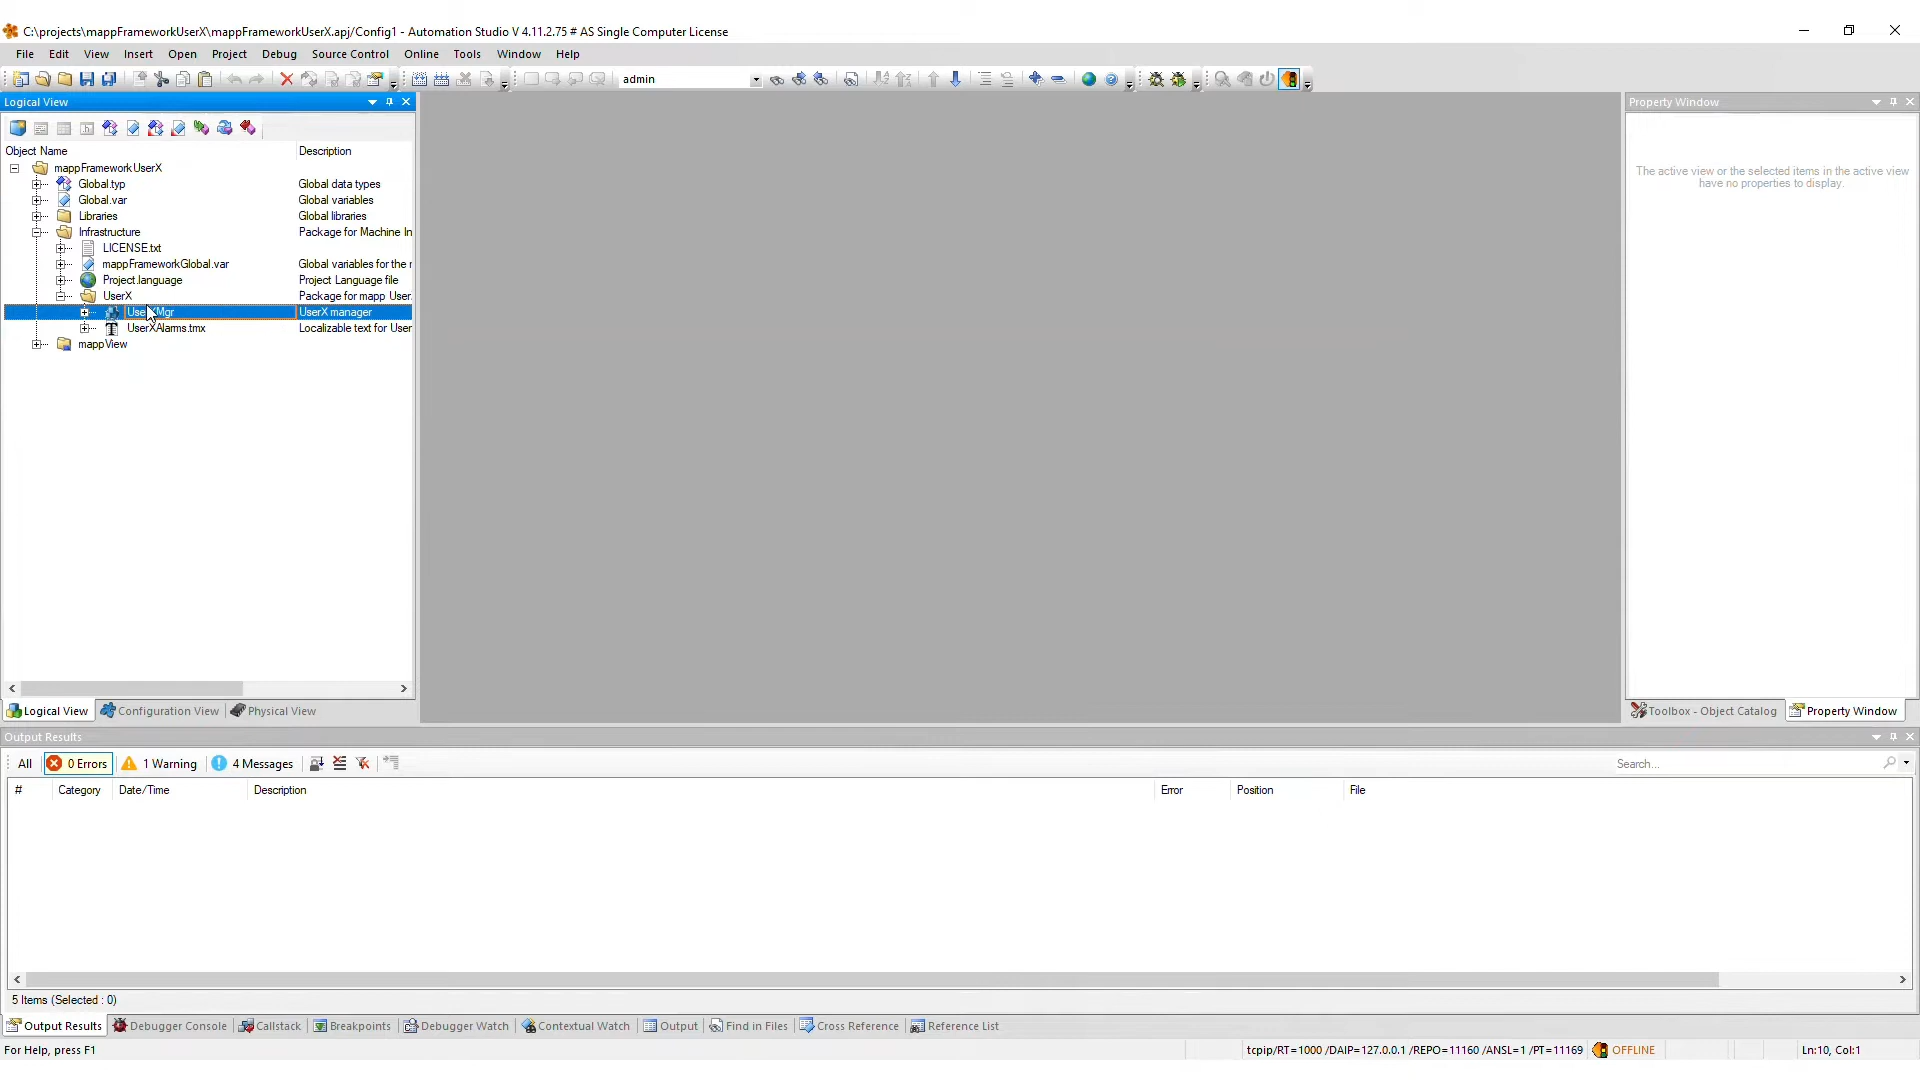 C:\projects\mappFrameworkUserX\mappFrameworkUserX.apj/Config1 - Automation Studio V 4.11.2.75 # AS Single Computer License
File Edit View Insert Open Project Debug Source Control Online Tools Window Help
admin
Logical View
Object Name Description
mappFrameworkUserX
Global.typ Global data types
Global.var Global variables
Libraries Global libraries
Infrastructure Package for Machine In
LICENSE.txt
mappFrameworkGlobal.var Global variables for the r
Project.language Project Language file
UserX Package for mapp User.
UserXMgr UserX manager
UserXAlarms.tmx Localizable text for User
mappView
Logical View Configuration View Physical View
Property Window
The active view or the selected items in the active view
have no properties to display.
Toolbox - Object Catalog Property Window
Output Results
All 0 Errors 1 Warning 4 Messages Search...
# Category Date/Time Description Error Position File
5 Items (Selected : 0)
Output Results Debugger Console Callstack Breakpoints Debugger Watch Contextual Watch Output Find in Files Cross Reference Reference List
For Help, press F1 tcpip/RT=1000 /DAIP=127.0.0.1 /REPO=11160 /ANSL=1 /PT=11169 OFFLINE Ln:10, Col:1